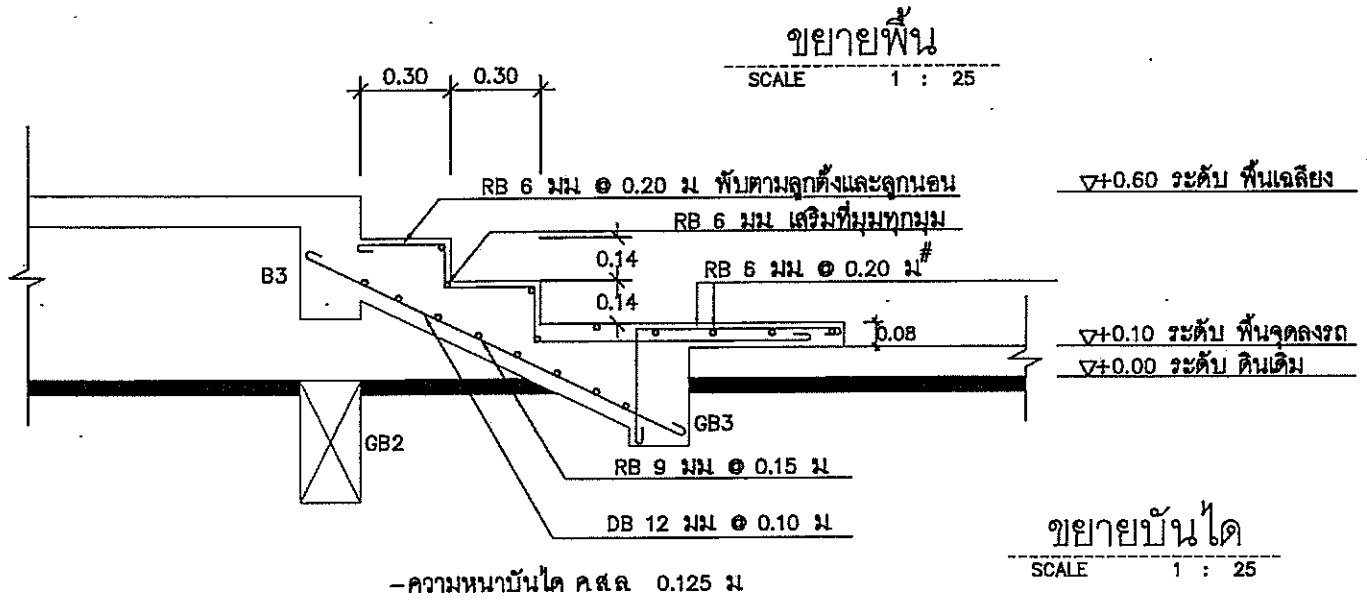 ขยายพื้น
SCALE 1 : 25
0.30 0.30
RB 6 มม @ 0.20 ม พับตามลูกตั้งและลูกนอน
▽+0.60 ระดับ พื้นเฉลียง
RB 6 มม เสริมที่มุมทุกมุม
0.14
RB 6 มม @ 0.20 ม#
B3
0.14
0.08
▽+0.10 ระดับ พื้นจุดลงรถ
▽+0.00 ระดับ ดินเดิม
GB3
GB2
RB 9 มม @ 0.15 ม
DB 12 มม @ 0.10 ม
ขยายบันได
SCALE 1 : 25
-ความหนาบันได ค.ส.ล. 0.125 ม